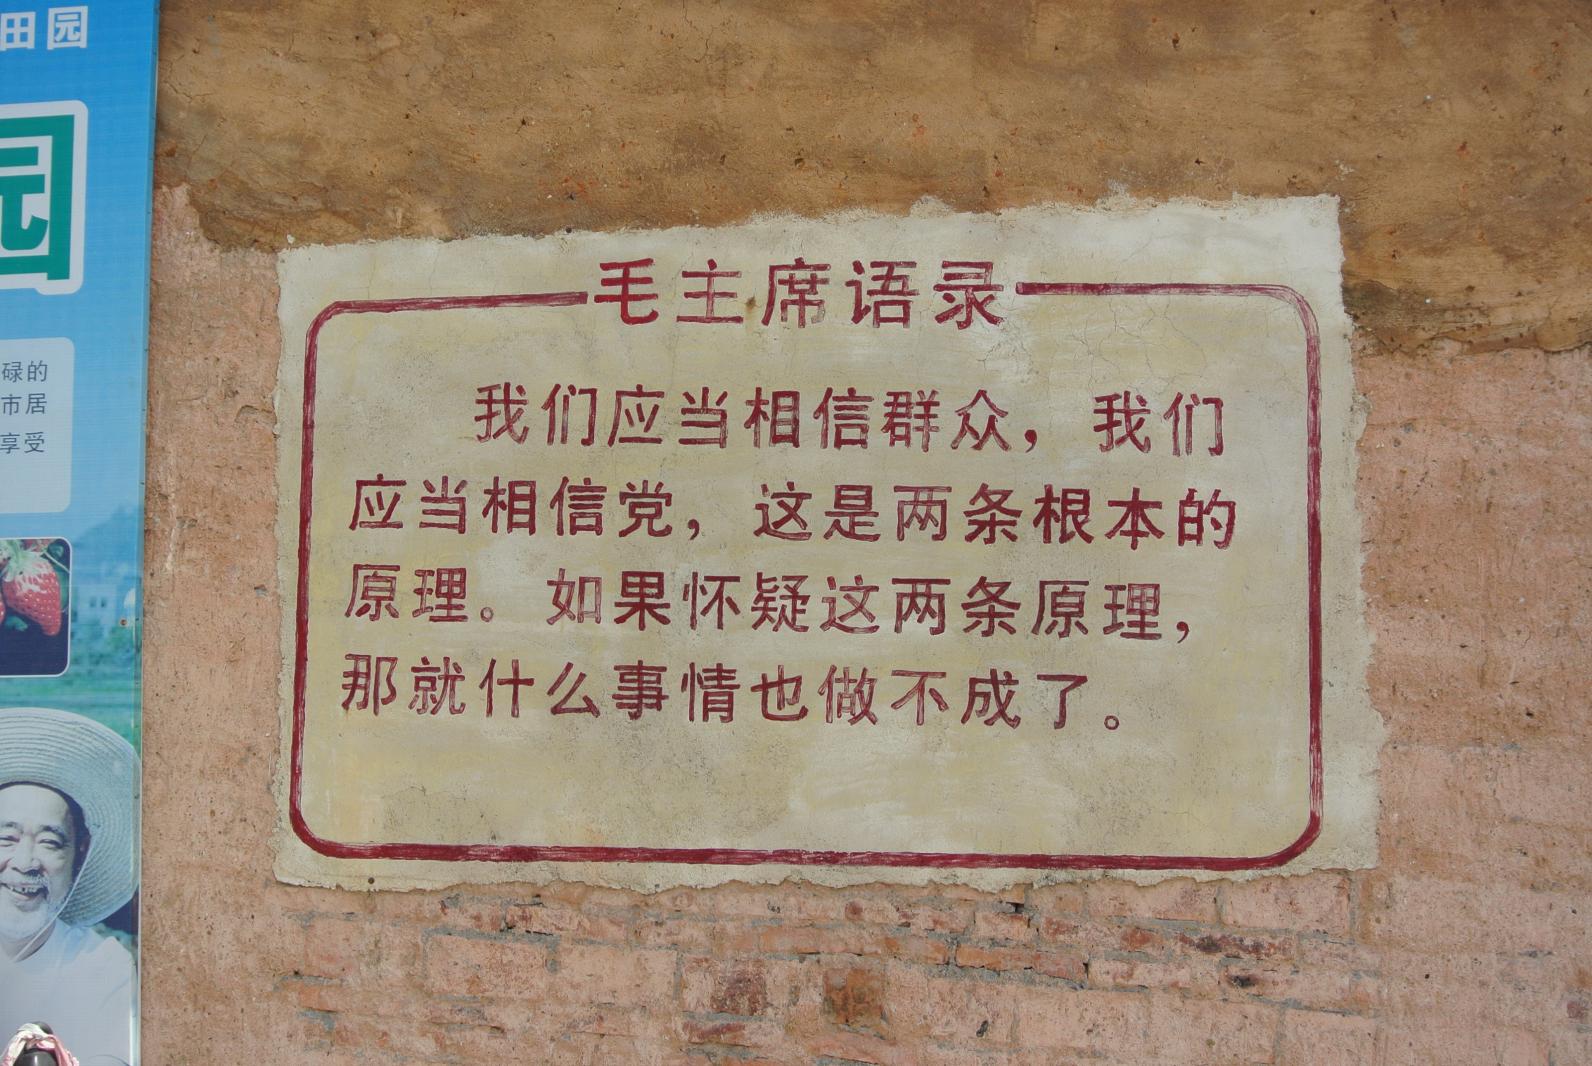 田园
园
碌的
市居
享受
毛主席语录
我们应当相信群众，我们
应当相信党，这是两条根本的
原理。如果怀疑这两条原理，
那就什么事情也做不成了。